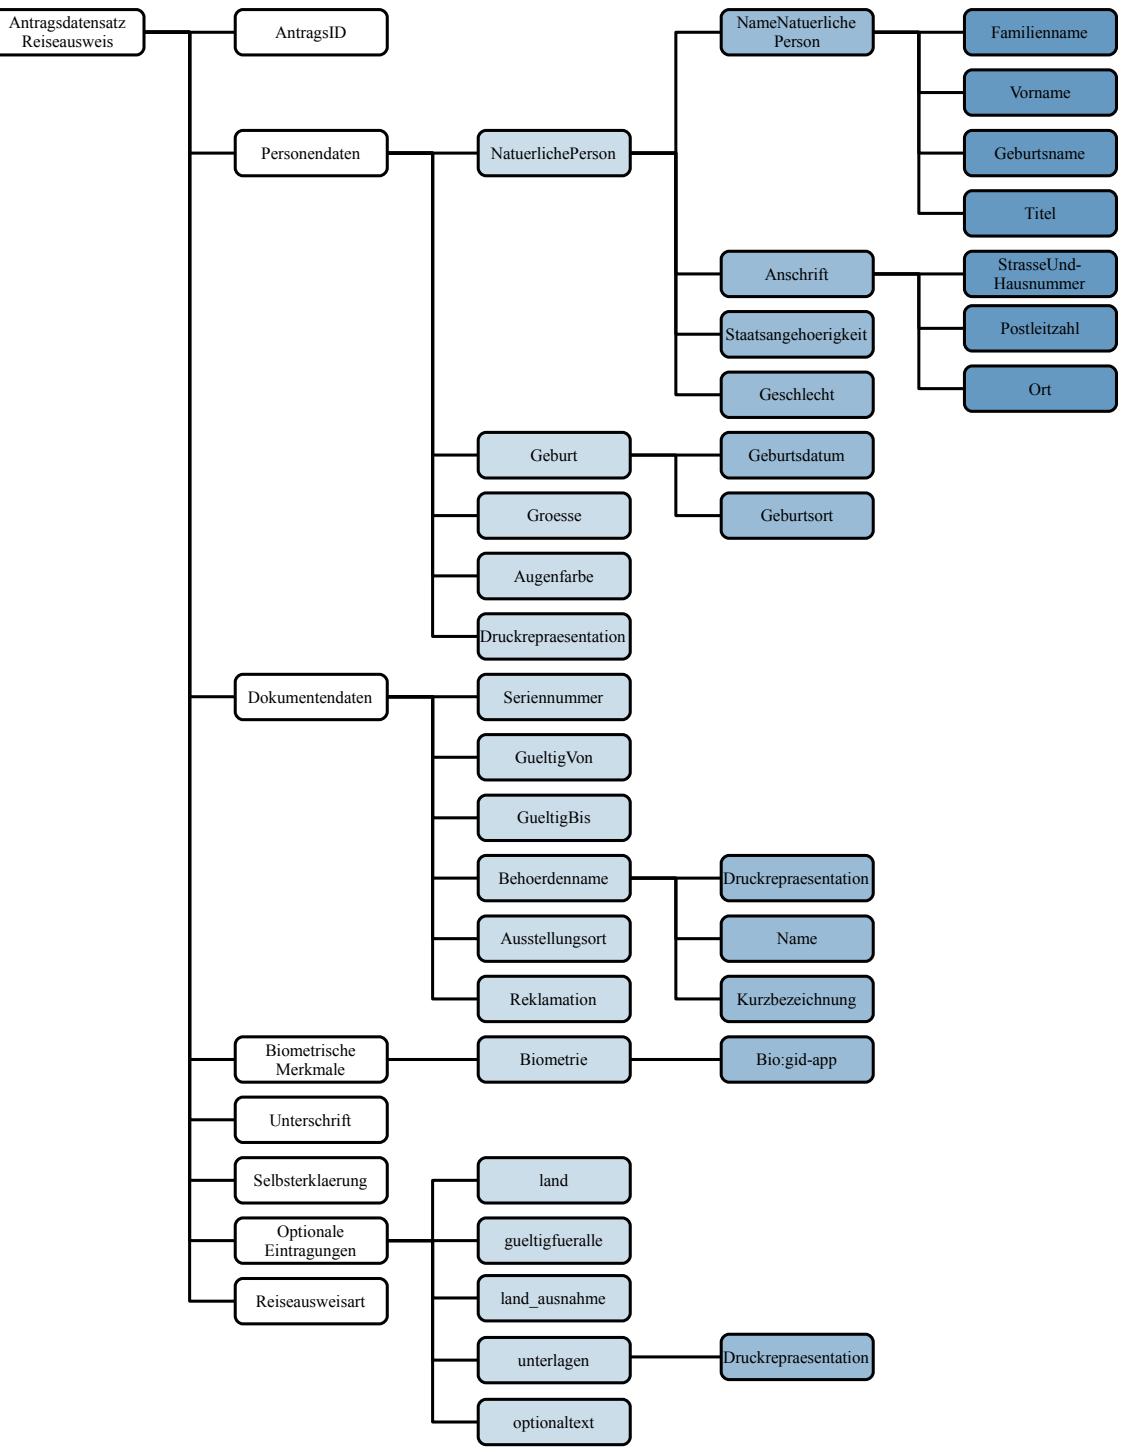 Antragsdatensatz
Reiseausweis
AntragsID
NameNatuerliche
Person
Familienname
Vorname
Personendaten
NatuerlichePerson
Geburtsname
Titel
Anschrift
StrasseUnd-
Hausnummer
Staatsangehoerigkeit
Postleitzahl
Geschlecht
Ort
Geburt
Geburtsdatum
Groesse
Geburtsort
Augenfarbe
Druckrepraesentation
Dokumentendaten
Seriennummer
GueltigVon
GueltigBis
Behoerdenname
Druckrepraesentation
Ausstellungsort
Name
Reklamation
Kurzbezeichnung
Biometrische
Merkmale
Biometrie
Bio:gid-app
Unterschrift
Selbsterklaerung
land
Optionale
Eintragungen
gueltigfueralle
Reiseausweisart
land_ausnahme
unterlagen
Druckrepraesentation
optionaltext